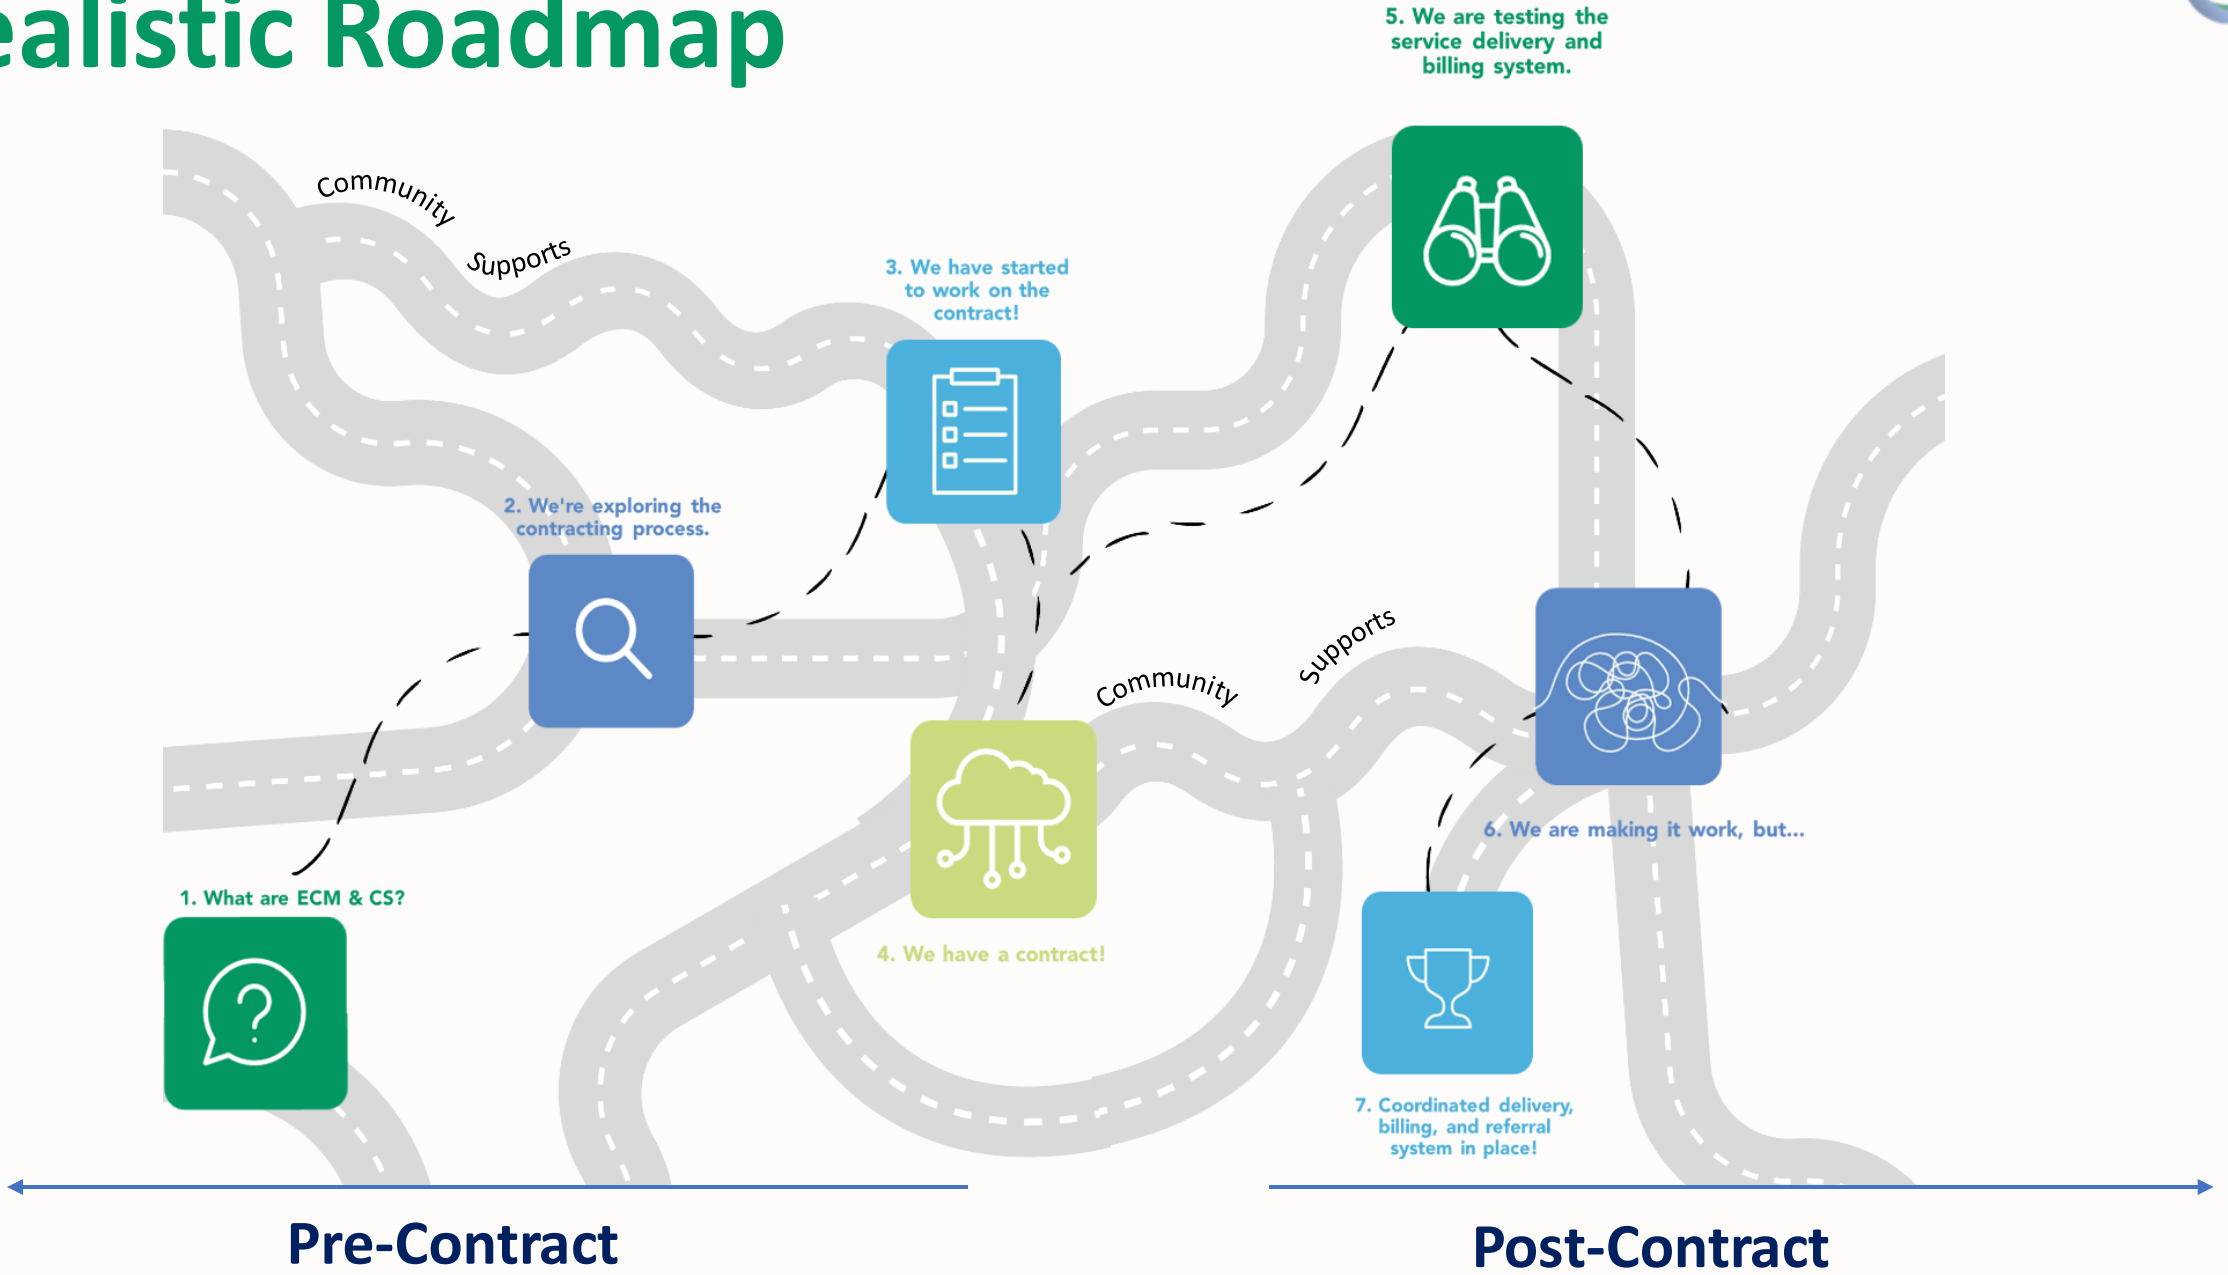 ealistic Roadmap
5. We are testing the
service delivery and
billing system.
Community
Supports
3. We have started
to work on the
contract!
2. We're exploring the
contracting process.
Community
Supports
6. We are making it work, but...
1. What are ECM & CS?
4. We have a contract!
7. Coordinated delivery,
billing, and referral
system in place!
Pre-Contract
Post-Contract